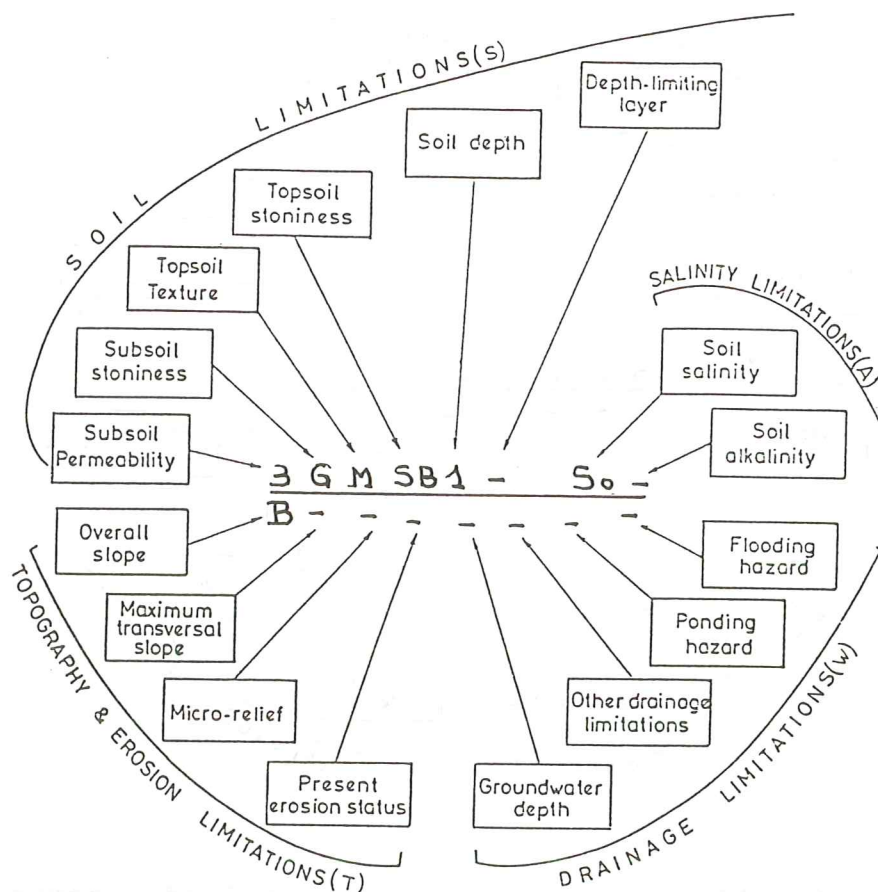 SOIL LIMITATIONS(S)
Depth-limiting
layer
Soil depth
Topsoil
stoniness
Topsoil
Texture
Subsoil
stoniness
Subsoil
Permeability
SALINITY LIMITATIONS(A)
Soil
salinity
Soil
alkalinity
3 G M SB1 - So -
B - - - - - - -
Overall
slope
Maximum
transversal
slope
Micro-relief
Present
erosion status
TOPOGRAPHY & EROSION LIMITATIONS(T)
Flooding
hazard
Ponding
hazard
Other drainage
limitations
Groundwater
depth
DRAINAGE LIMITATIONS(W)